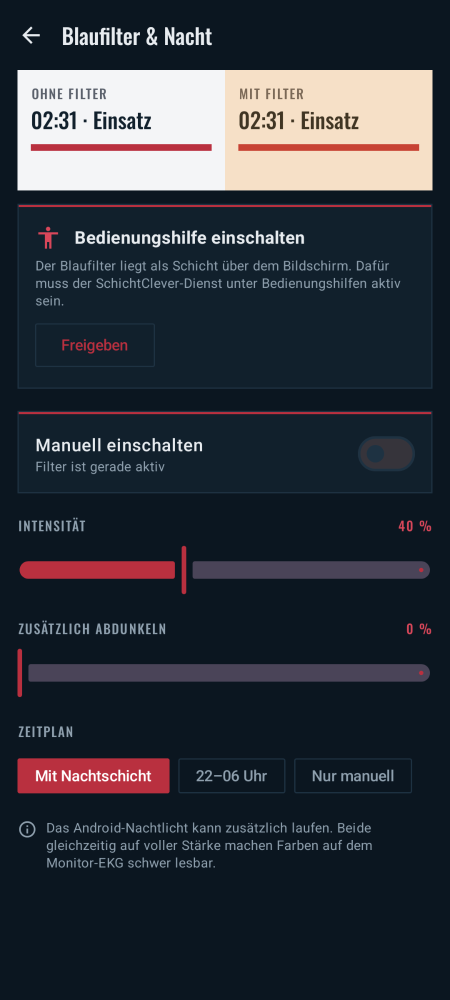 Blaufilter & Nacht
OHNE FILTER
02:31 · Einsatz
MIT FILTER
02:31 · Einsatz
Bedienungshilfe einschalten
Der Blaufilter liegt als Schicht über dem Bildschirm. Dafür
muss der SchichtClever-Dienst unter Bedienungshilfen aktiv
sein.
Freigeben
Manuell einschalten
Filter ist gerade aktiv
INTENSITÄT
40 %
ZUSÄTZLICH ABDUNKELN
0 %
ZEITPLAN
Mit Nachtschicht
22–06 Uhr
Nur manuell
Das Android-Nachtlicht kann zusätzlich laufen. Beide
gleichzeitig auf voller Stärke machen Farben auf dem
Monitor-EKG schwer lesbar.